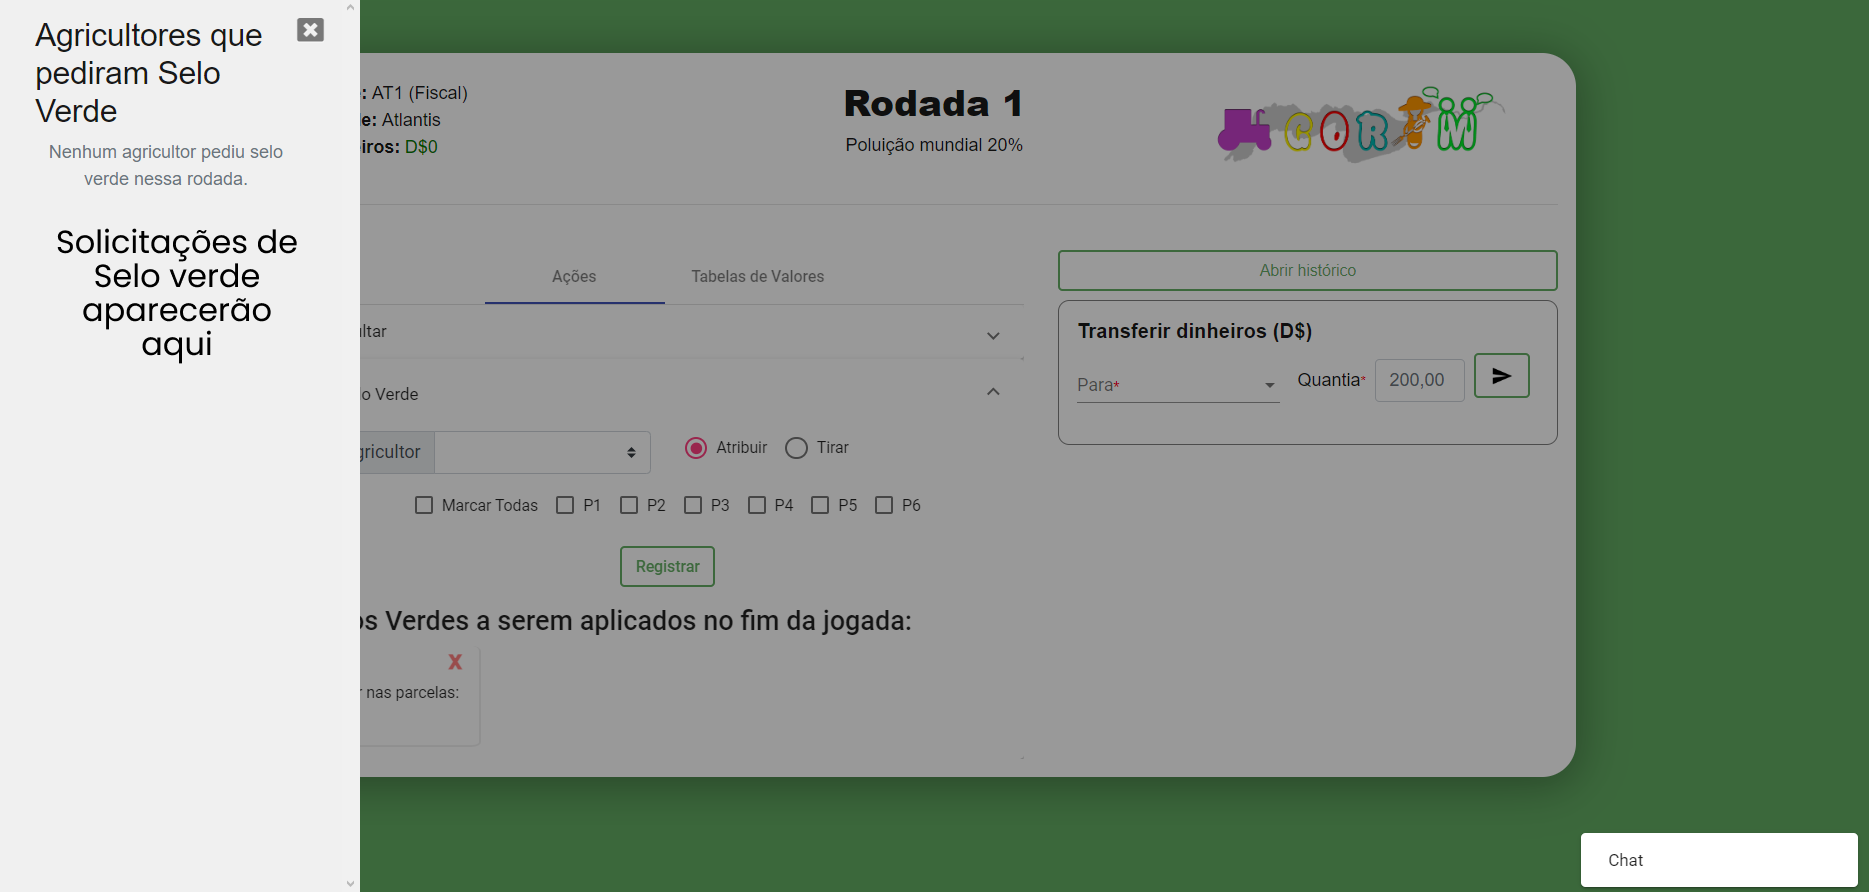 Agricultores que
pediram Selo
Verde
Nenhum agricultor pediu selo
verde nessa rodada.
Solicitações de
Selo verde
aparecerão
aqui
: AT1 (Fiscal)
e: Atlantis
iros: D$0
Rodada 1
Poluição mundial 20%
CORIM
Ações
Tabelas de Valores
ltar
o Verde
gricultor
Atribuir
Tirar
Marcar Todas
P1
P2
P3
P4
P5
P6
Registrar
os Verdes a serem aplicados no fim da jogada:
X
r nas parcelas:
Abrir histórico
Transferir dinheiros (D$)
Para*
Quantia*
200,00
Chat